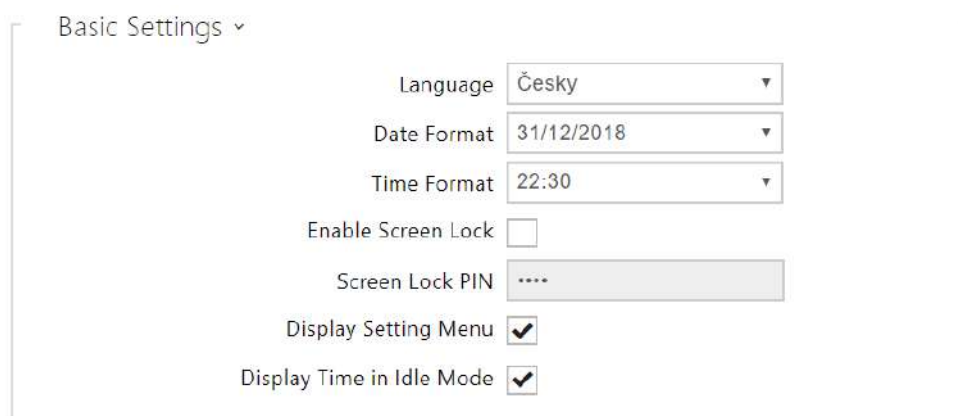 Basic Settings
Language Česky
Date Format 31/12/2018
Time Format 22:30
Enable Screen Lock
Screen Lock PIN ····
Display Setting Menu
Display Time in Idle Mode